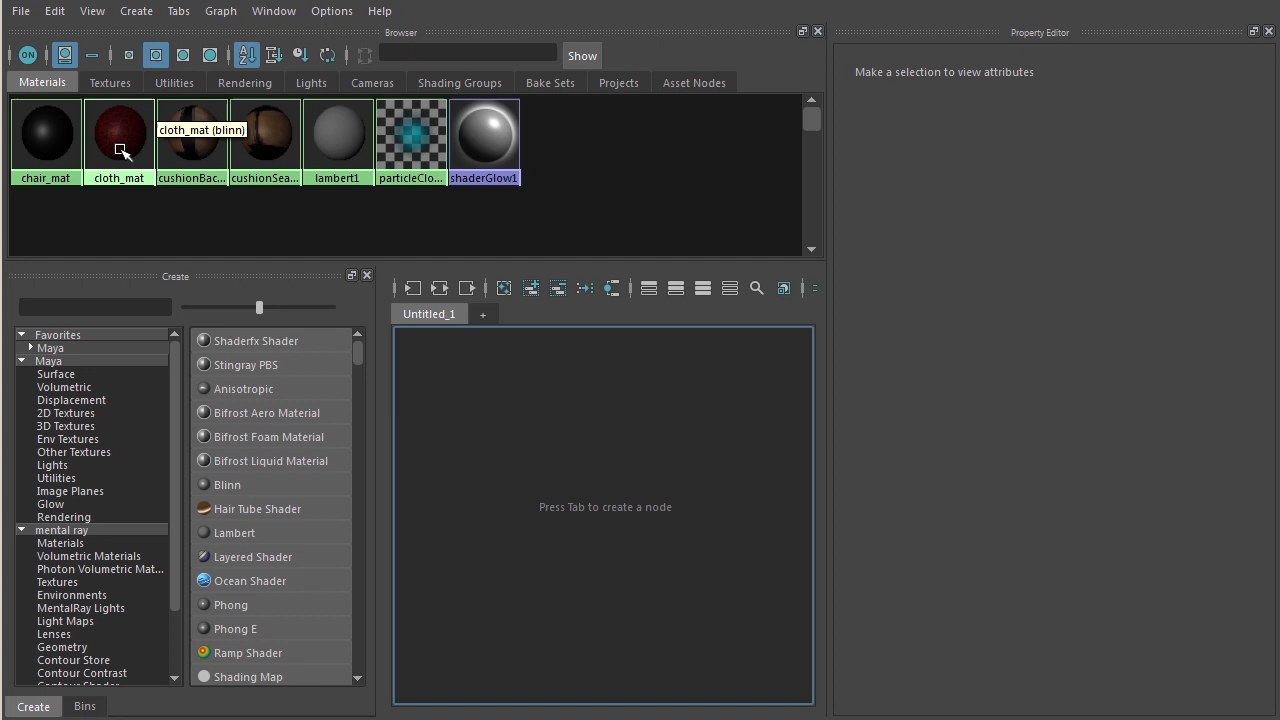 File Edit View Create Tabs Graph Window Options Help
Browser
Property Editor
ON
Show
Materials Textures Utilities Rendering Lights Cameras Shading Groups Bake Sets Projects Asset Nodes
Make a selection to view attributes
cloth_mat (blinn)
chair_mat cloth_mat cushionBac... cushionSea... lambert1 particleClo... shaderGlow1
Create
Untitled_1 +
Favorites
Maya
Maya
Surface
Volumetric
Displacement
2D Textures
3D Textures
Env Textures
Other Textures
Lights
Utilities
Image Planes
Glow
Rendering
mental ray
Materials
Volumetric Materials
Photon Volumetric Mat...
Textures
Environments
MentalRay Lights
Light Maps
Lenses
Geometry
Contour Store
Contour Contrast
Shaderfx Shader
Stingray PBS
Anisotropic
Bifrost Aero Material
Bifrost Foam Material
Bifrost Liquid Material
Blinn
Hair Tube Shader
Lambert
Layered Shader
Ocean Shader
Phong
Phong E
Ramp Shader
Shading Map
Press Tab to create a node
Create Bins